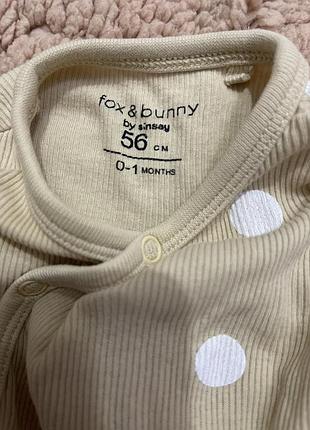 fox&bunny
by sinsay
56 CM
0-1 MONTHS